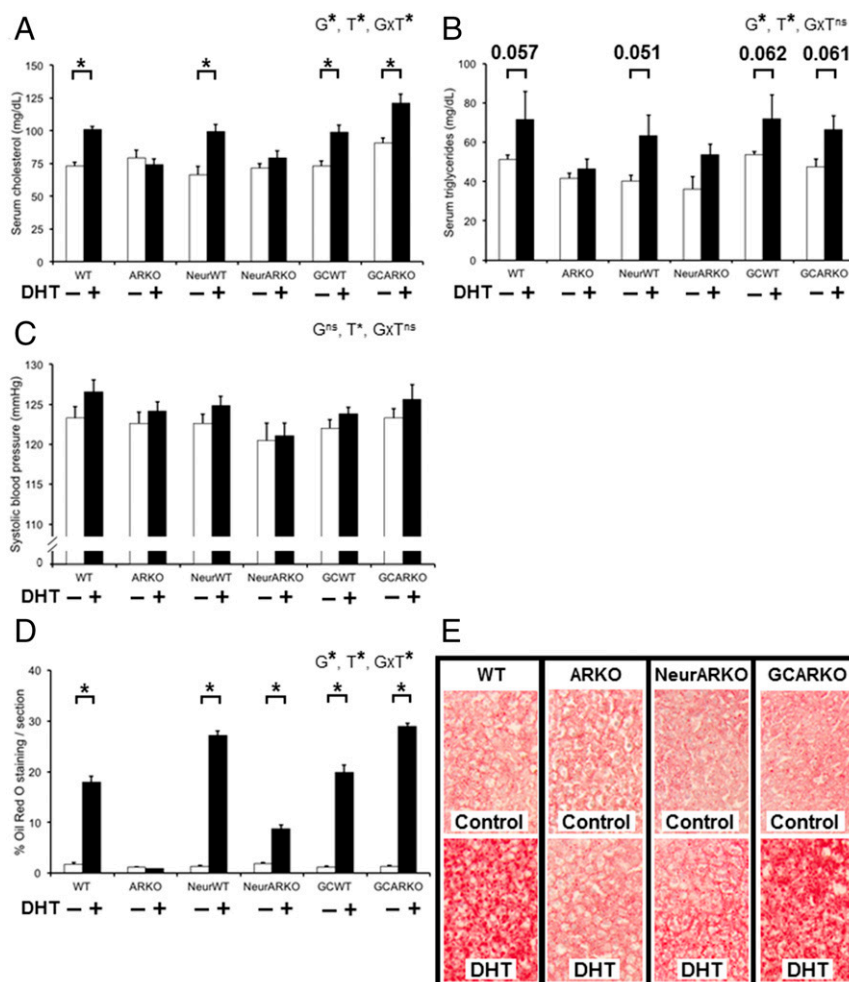 A
G*, T*, GxT*
* * * *
Serum cholesterol (mg/dL)
150
125
100
75
50
25
0
WT ARKO NeurWT NeurARKO GCWT GCARKO
DHT − + − + − + − + − + − +
B
G*, T*, GxTns
0.057 0.051 0.062 0.061
Serum triglycerides (mg/dL)
100
80
60
40
20
0
WT ARKO NeurWT NeurARKO GCWT GCARKO
DHT − + − + − + − + − + − +
C
Gns, T*, GxTns
Systolic blood pressure (mmHg)
130
125
120
110
0
WT ARKO NeurWT NeurARKO GCWT GCARKO
DHT − + − + − + − + − + − +
D
G*, T*, GxT*
* * * * *
% Oil Red O staining / section
40
30
20
10
0
WT ARKO NeurWT NeurARKO GCWT GCARKO
DHT − + − + − + − + − + − +
E
WT ARKO NeurARKO GCARKO
Control Control Control Control
DHT DHT DHT DHT